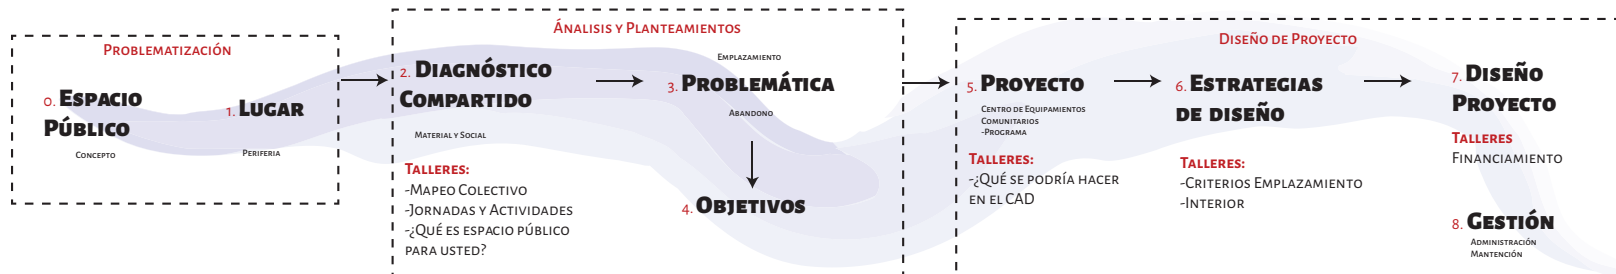 Problematización
0. Espacio
Público
Concepto
1. Lugar
Periferia
Ánalisis y Planteamientos
2. Diagnóstico
Compartido
Material y Social
Talleres:
-Mapeo Colectivo
-Jornadas y Actividades
-¿Qué es espacio público
para usted?
Emplazamiento
3. Problemática
Abandono
4. Objetivos
Diseño de Proyecto
5. Proyecto
Centro de Equipamientos
Comunitarios
-Programa
Talleres:
-¿Qué se podría hacer
en el CAD
6. Estrategias
de diseño
Talleres:
-Criterios Emplazamiento
-Interior
7. Diseño
Proyecto
Talleres
Financiamiento
8. Gestión
Administración
Mantención